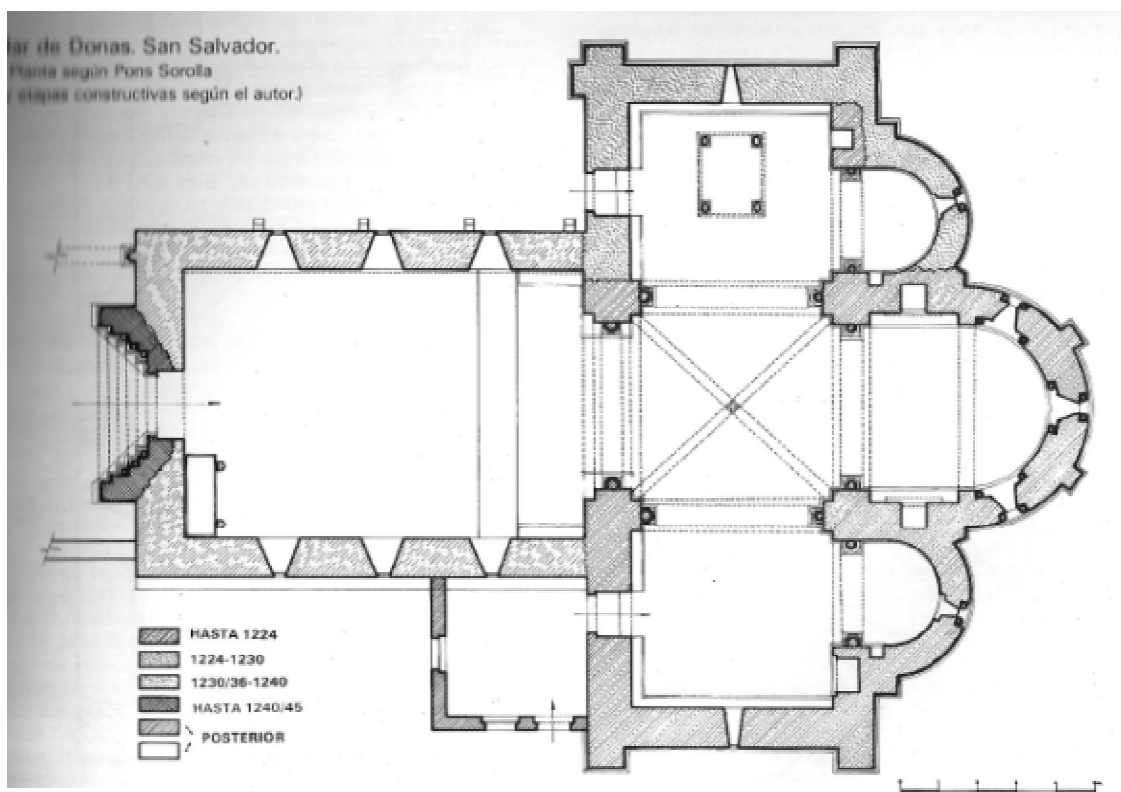 lar de Donas. San Salvador.
Planta según Pons Sorolla
y etapas constructivas según el autor.)
HASTA 1224
1224-1230
1230/36-1240
HASTA 1240/45
POSTERIOR